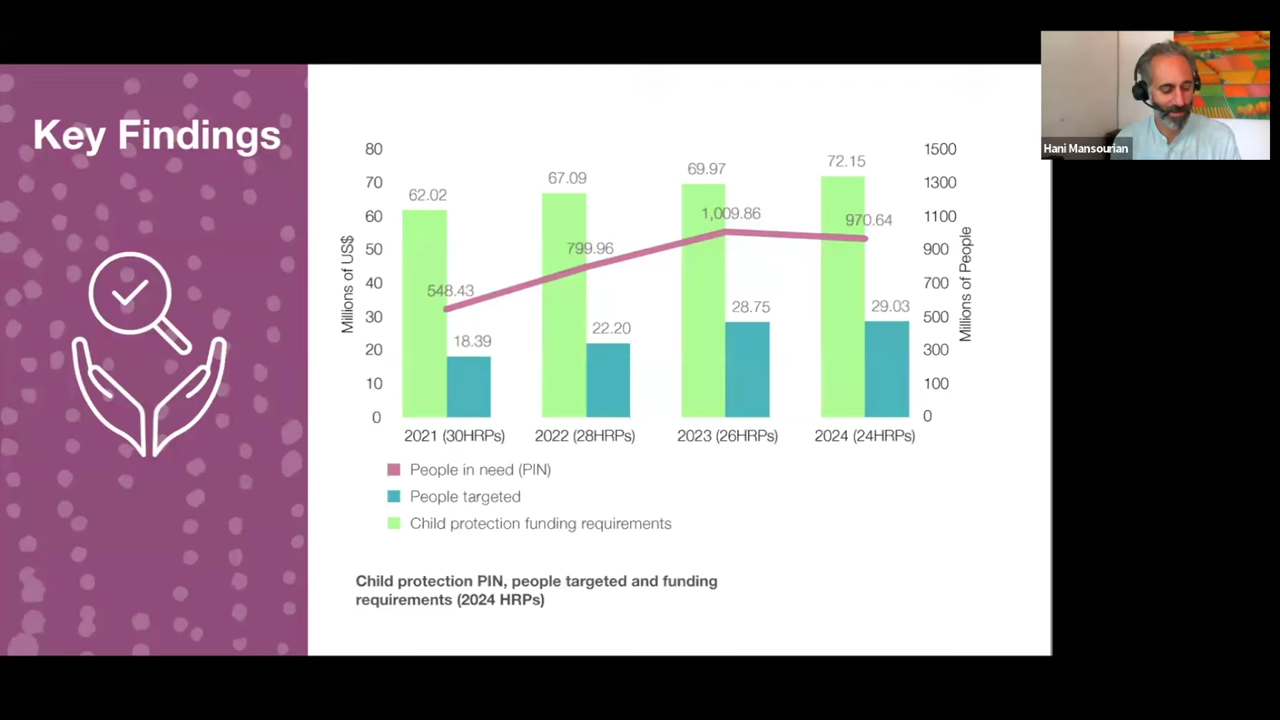 Key Findings
Hani Mansourian
80
70
60
50
40
30
20
10
0
Millions of US$
1500
1300
1100
900
700
500
300
100
0
Millions of People
62.02
67.09
69.97
72.15
548.43
799.96
1,009.86
970.64
18.39
22.20
28.75
29.03
2021 (30HRPs)
2022 (28HRPs)
2023 (26HRPs)
2024 (24HRPs)
People in need (PIN)
People targeted
Child protection funding requirements
Child protection PIN, people targeted and funding
requirements (2024 HRPs)